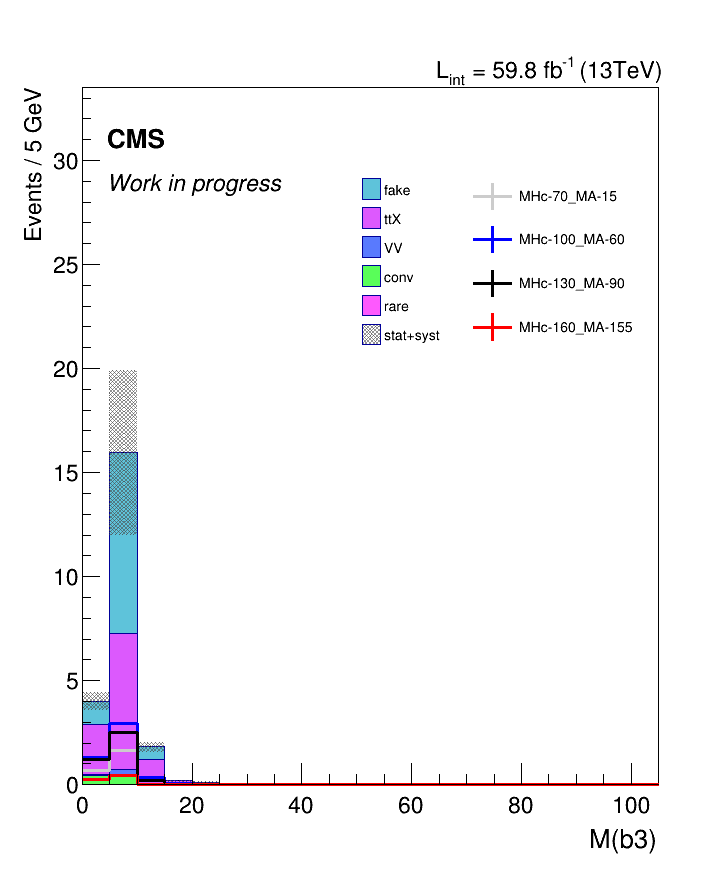 L_int = 59.8 fb^-1 (13TeV)
Events / 5 GeV
CMS
Work in progress
fake
ttX
VV
conv
rare
stat+syst
MHc-70_MA-15
MHc-100_MA-60
MHc-130_MA-90
MHc-160_MA-155
30
25
20
15
10
5
0
0 20 40 60 80 100
M(b3)